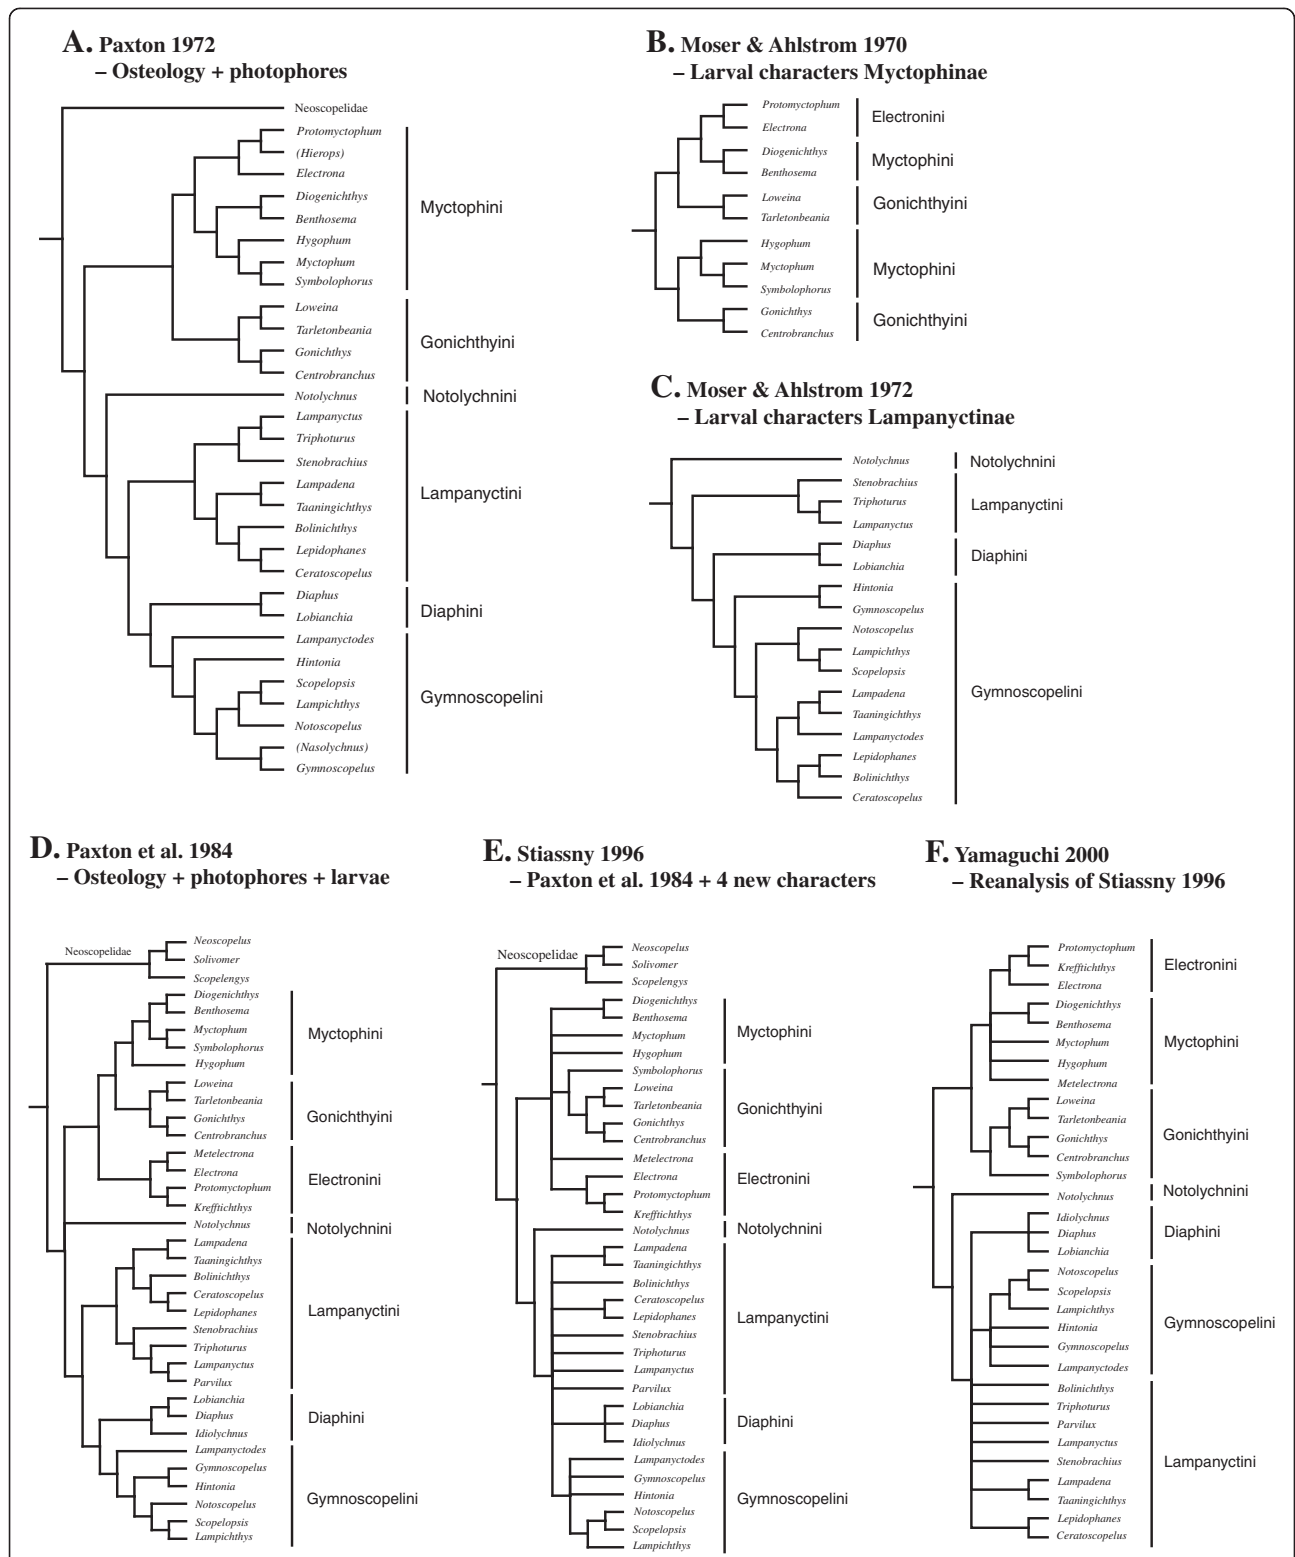 A. Paxton 1972
– Osteology + photophores
Neoscopelidae
Protomyctophum
(Hierops)
Electrona
Diogenichthys
Benthosema
Hygophum
Myctophum
Symbolophorus
Myctophini
Loweina
Tarletonbeania
Gonichthys
Centrobranchus
Gonichthyini
Notolychnus
Notolychnini
Lampanyctus
Triphoturus
Stenobrachius
Lampadena
Taaningichthys
Bolinichthys
Lepidophanes
Ceratoscopelus
Lampanyctini
Diaphus
Lobianchia
Diaphini
Lampanyctodes
Hintonia
Scopelopsis
Lampichthys
Notoscopelus
(Nasolychnus)
Gymnoscopelus
Gymnoscopelini
B. Moser & Ahlstrom 1970
– Larval characters Myctophinae
Protomyctophum
Electrona
Electronini
Diogenichthys
Benthosema
Myctophini
Loweina
Tarletonbeania
Gonichthyini
Hygophum
Myctophum
Symbolophorus
Myctophini
Gonichthys
Centrobranchus
Gonichthyini
C. Moser & Ahlstrom 1972
– Larval characters Lampanyctinae
Notolychnus
Notolychnini
Stenobrachius
Triphoturus
Lampanyctus
Lampanyctini
Diaphus
Lobianchia
Diaphini
Hintonia
Gymnoscopelus
Notoscopelus
Lampichthys
Scopelopsis
Lampadena
Taaningichthys
Lampanyctodes
Lepidophanes
Bolinichthys
Ceratoscopelus
Gymnoscopelini
D. Paxton et al. 1984
– Osteology + photophores + larvae
Neoscopelidae
Neoscopelus
Solivomer
Scopelengys
Diogenichthys
Benthosema
Myctophum
Symbolophorus
Hygophum
Myctophini
Loweina
Tarletonbeania
Gonichthys
Centrobranchus
Gonichthyini
Metelectrona
Electrona
Protomyctophum
Krefftichthys
Electronini
Notolychnus
Notolychnini
Lampadena
Taaningichthys
Bolinichthys
Ceratoscopelus
Lepidophanes
Stenobrachius
Triphoturus
Lampanyctus
Parvilux
Lampanyctini
Lobianchia
Diaphus
Idiolychnus
Diaphini
Lampanyctodes
Gymnoscopelus
Hintonia
Notoscopelus
Scopelopsis
Lampichthys
Gymnoscopelini
E. Stiassny 1996
– Paxton et al. 1984 + 4 new characters
Neoscopelidae
Neoscopelus
Solivomer
Scopelengys
Diogenichthys
Benthosema
Myctophum
Hygophum
Myctophini
Symbolophorus
Loweina
Tarletonbeania
Gonichthys
Centrobranchus
Gonichthyini
Metelectrona
Electrona
Protomyctophum
Krefftichthys
Electronini
Notolychnus
Notolychnini
Lampadena
Taaningichthys
Bolinichthys
Ceratoscopelus
Lepidophanes
Stenobrachius
Triphoturus
Lampanyctus
Parvilux
Lampanyctini
Lobianchia
Diaphus
Idiolychnus
Diaphini
Lampanyctodes
Gymnoscopelus
Hintonia
Notoscopelus
Scopelopsis
Lampichthys
Gymnoscopelini
F. Yamaguchi 2000
– Reanalysis of Stiassny 1996
Protomyctophum
Krefftichthys
Electrona
Electronini
Diogenichthys
Benthosema
Myctophum
Hygophum
Metelectrona
Myctophini
Loweina
Tarletonbeania
Gonichthys
Centrobranchus
Symbolophorus
Gonichthyini
Notolychnus
Notolychnini
Idiolychnus
Diaphus
Lobianchia
Diaphini
Notoscopelus
Scopelopsis
Lampichthys
Hintonia
Gymnoscopelus
Lampanyctodes
Gymnoscopelini
Bolinichthys
Triphoturus
Parvilux
Lampanyctus
Stenobrachius
Lampadena
Taaningichthys
Lepidophanes
Ceratoscopelus
Lampanyctini